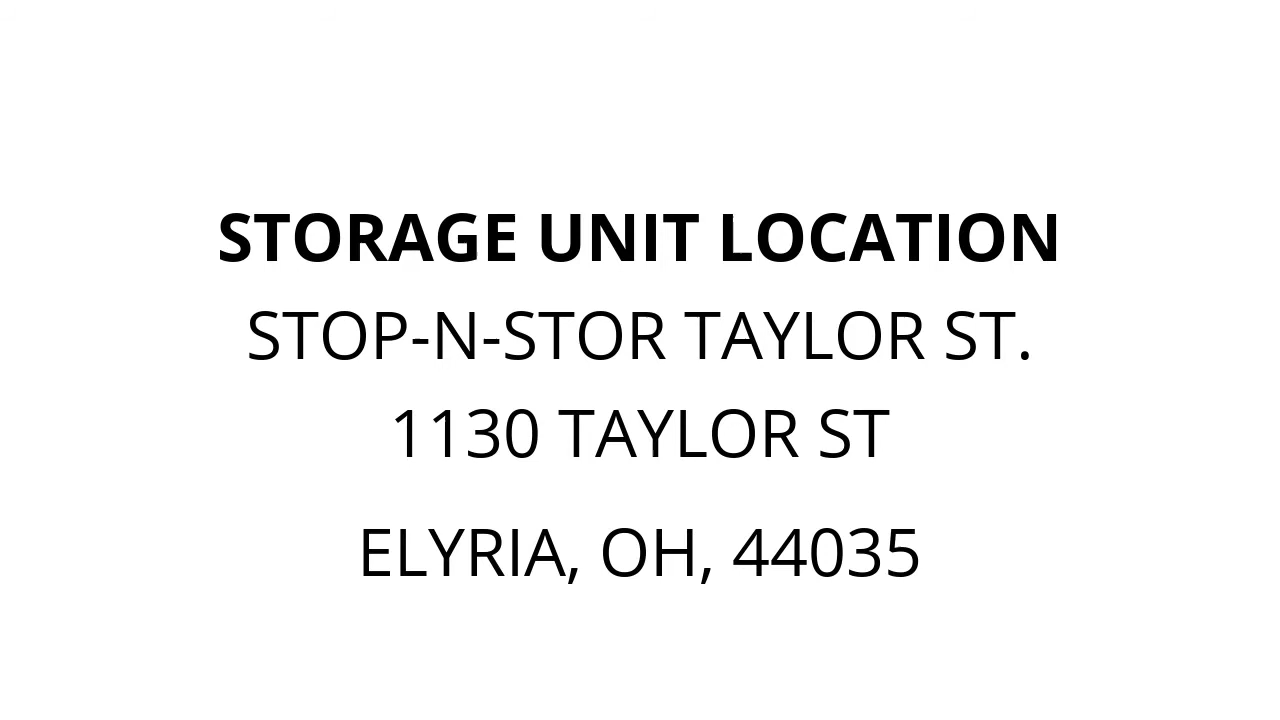 STORAGE UNIT LOCATION
STOP-N-STOR TAYLOR ST.
1130 TAYLOR ST
ELYRIA, OH, 44035